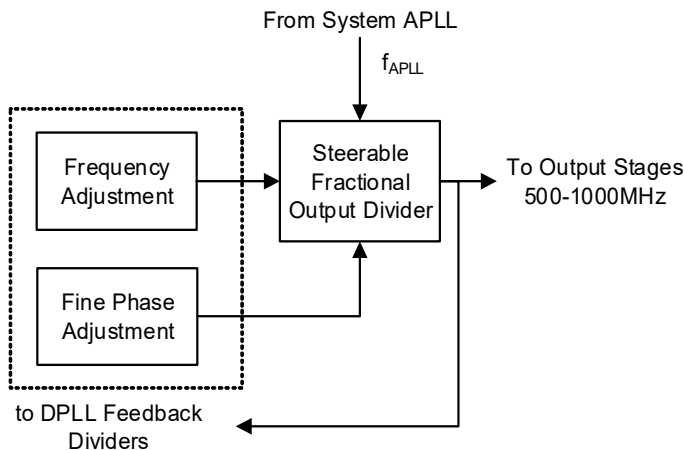 From System APLL
fAPLL
Frequency
Adjustment
Steerable
Fractional
Output Divider
To Output Stages
500-1000MHz
Fine Phase
Adjustment
to DPLL Feedback
Dividers